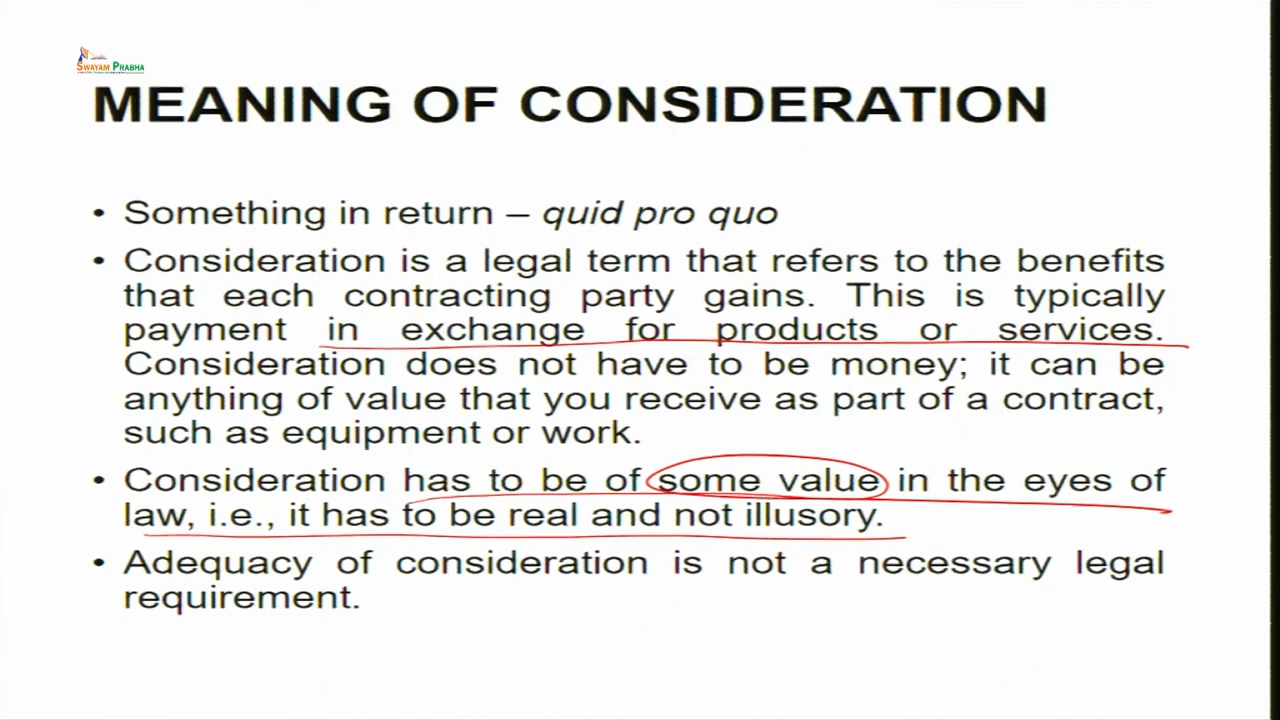 SWAYAM PRABHA
MEANING OF CONSIDERATION
• Something in return – quid pro quo
• Consideration is a legal term that refers to the benefits
that each contracting party gains. This is typically
payment in exchange for products or services.
Consideration does not have to be money; it can be
anything of value that you receive as part of a contract,
such as equipment or work.
• Consideration has to be of some value in the eyes of
law, i.e., it has to be real and not illusory.
• Adequacy of consideration is not a necessary legal
requirement.